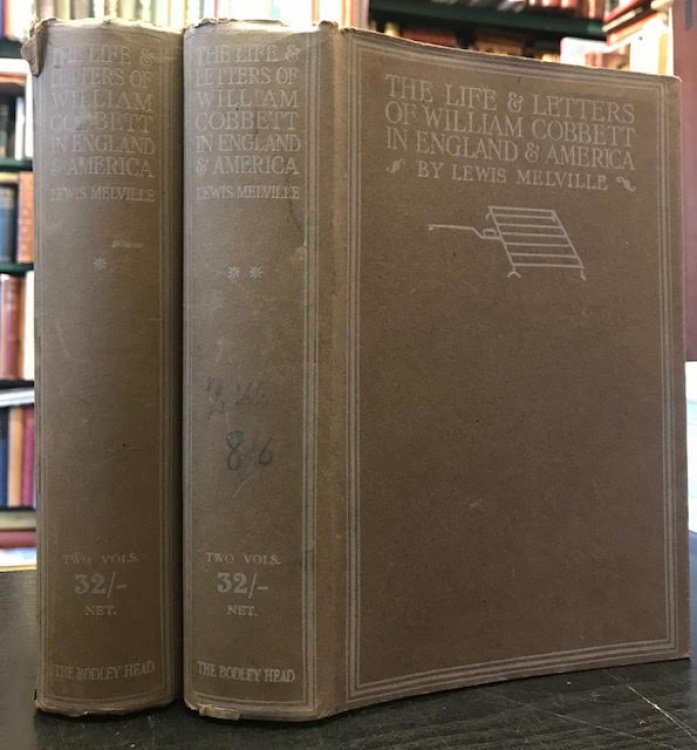 THE LIFE &
LETTERS OF
WILLIAM
COBBETT
IN ENGLAND
& AMERICA
LEWIS MELVILLE
*
TWO VOLS.
32/-
NET.
THE BODLEY HEAD
THE LIFE &
LETTERS OF
WILLIAM
COBBETT
IN ENGLAND
& AMERICA
LEWIS MELVILLE
* *
TWO VOLS.
32/-
NET.
THE BODLEY HEAD
THE LIFE & LETTERS
OF WILLIAM COBBETT
IN ENGLAND & AMERICA
BY LEWIS MELVILLE